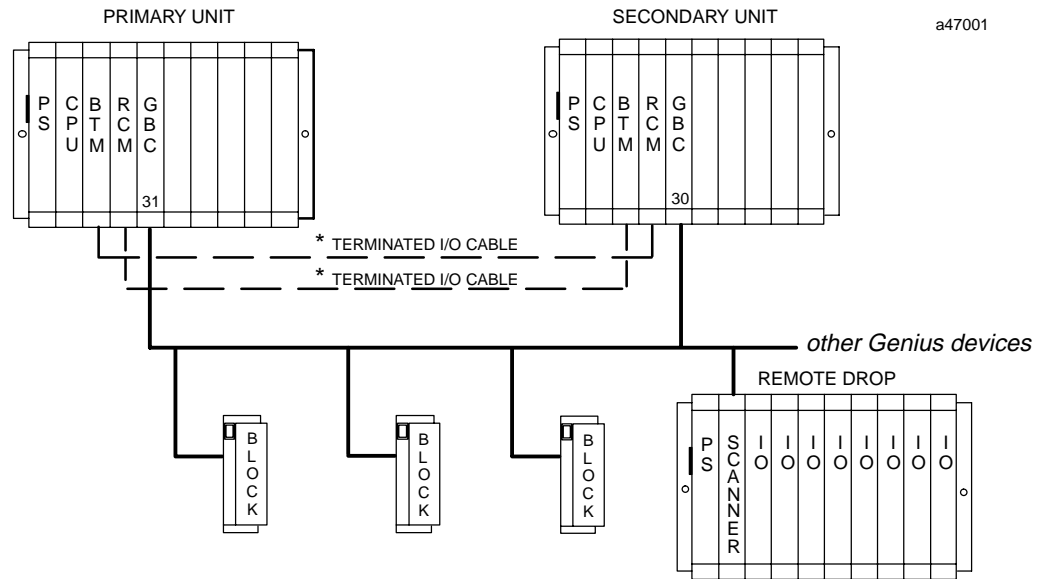 PRIMARY UNIT
SECONDARY UNIT
a47001
PS
CPU
BTM
RCM
GBC
31
PS
CPU
BTM
RCM
GBC
30
* TERMINATED I/O CABLE
* TERMINATED I/O CABLE
other Genius devices
REMOTE DROP
BLOCK
BLOCK
BLOCK
PS
SCANNER
IO
IO
IO
IO
IO
IO
IO
IO